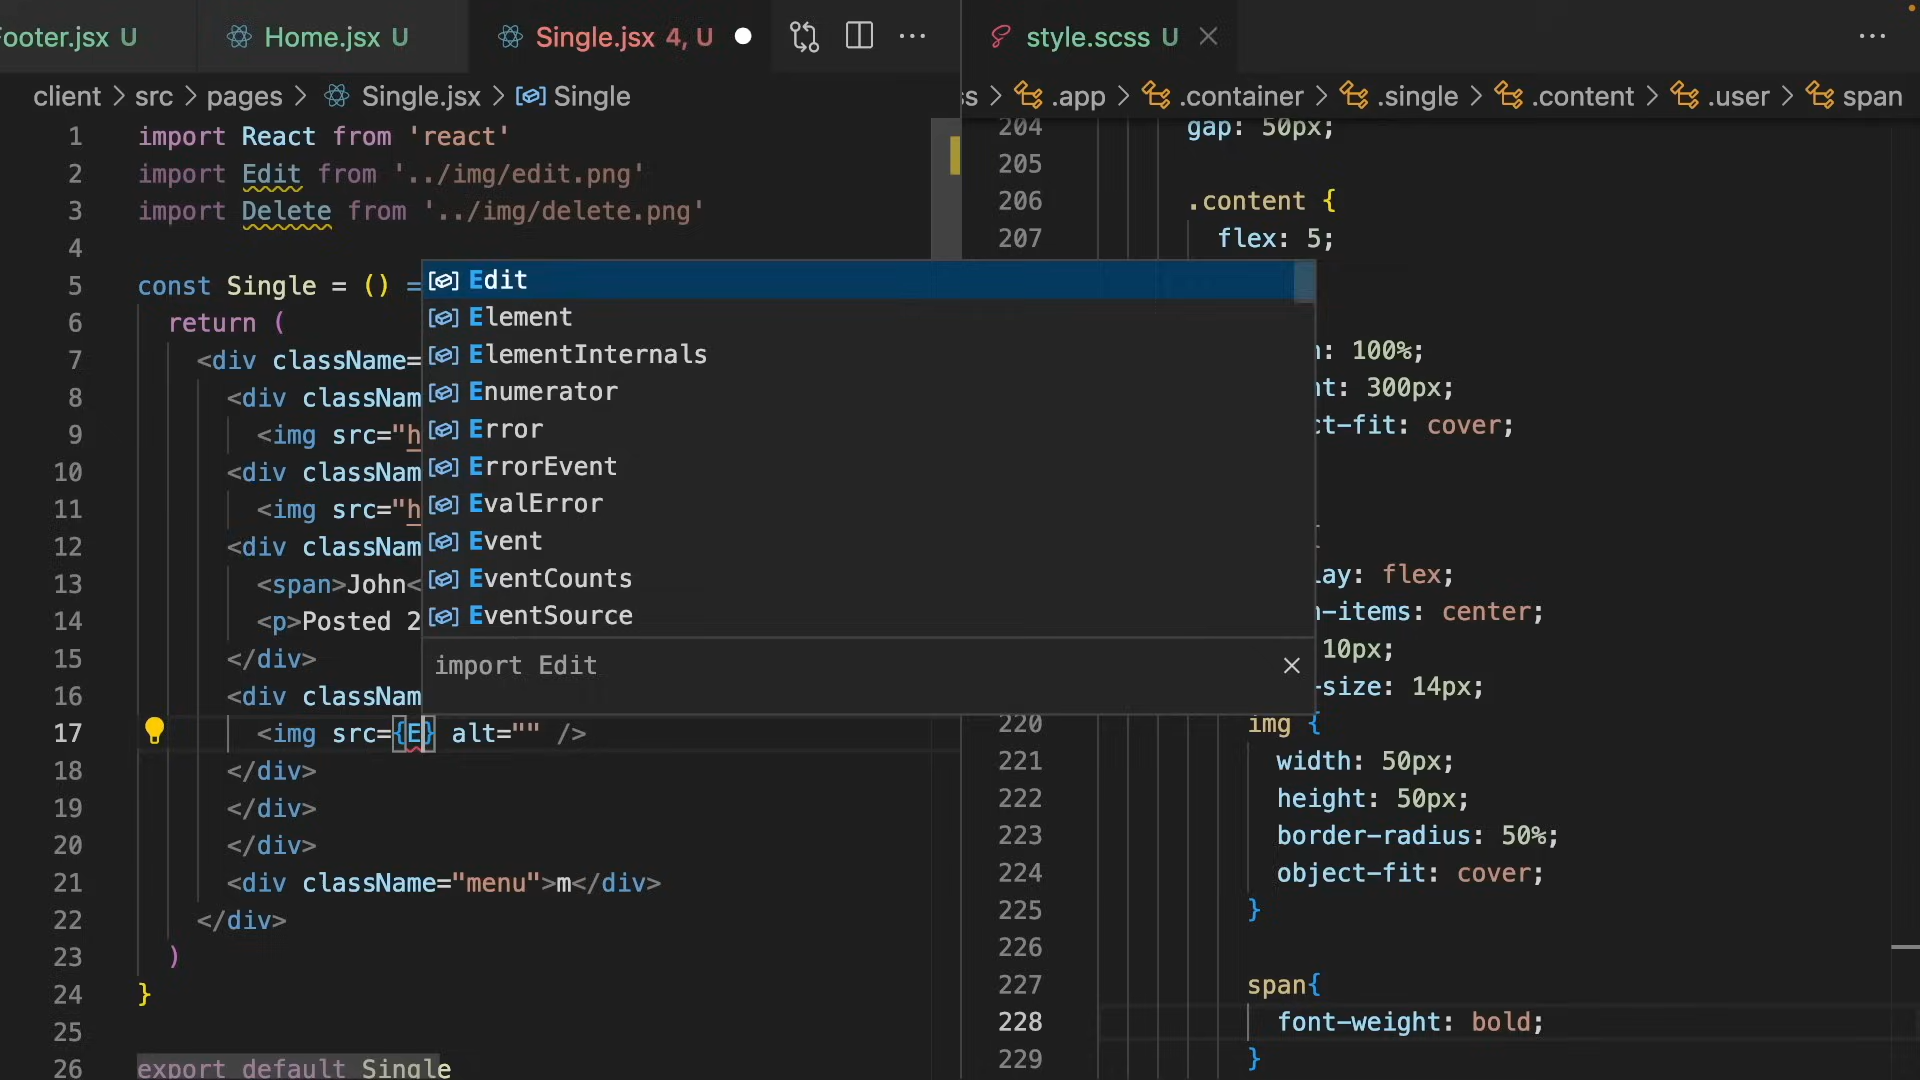 Footer.jsx U
Home.jsx U
Single.jsx 4, U
style.scss U
client > src > pages > Single.jsx > Single
ss > .app > .container > .single > .content > .user > span
1 import React from 'react'
2 import Edit from '../img/edit.png'
3 import Delete from '../img/delete.png'
4
5 const Single = () =
6 return (
7 <div className=
8 <div classNam
9 <img src="h
10 <div classNam
11 <img src="h
12 <div classNam
13 <span>John<
14 <p>Posted 2
15 </div>
16 <div classNam
17 <img src={E} alt="" />
18 </div>
19 </div>
20 </div>
21 <div className="menu">m</div>
22 </div>
23 )
24 }
25
26 export default Single
Edit
Element
ElementInternals
Enumerator
Error
ErrorEvent
EvalError
Event
EventCounts
EventSource
import Edit
204 gap: 50px;
205
206 .content {
207 flex: 5;
h: 100%;
ht: 300px;
ct-fit: cover;
{
lay: flex;
n-items: center;
10px;
-size: 14px;
220 img {
221 width: 50px;
222 height: 50px;
223 border-radius: 50%;
224 object-fit: cover;
225 }
226
227 span{
228 font-weight: bold;
229 }